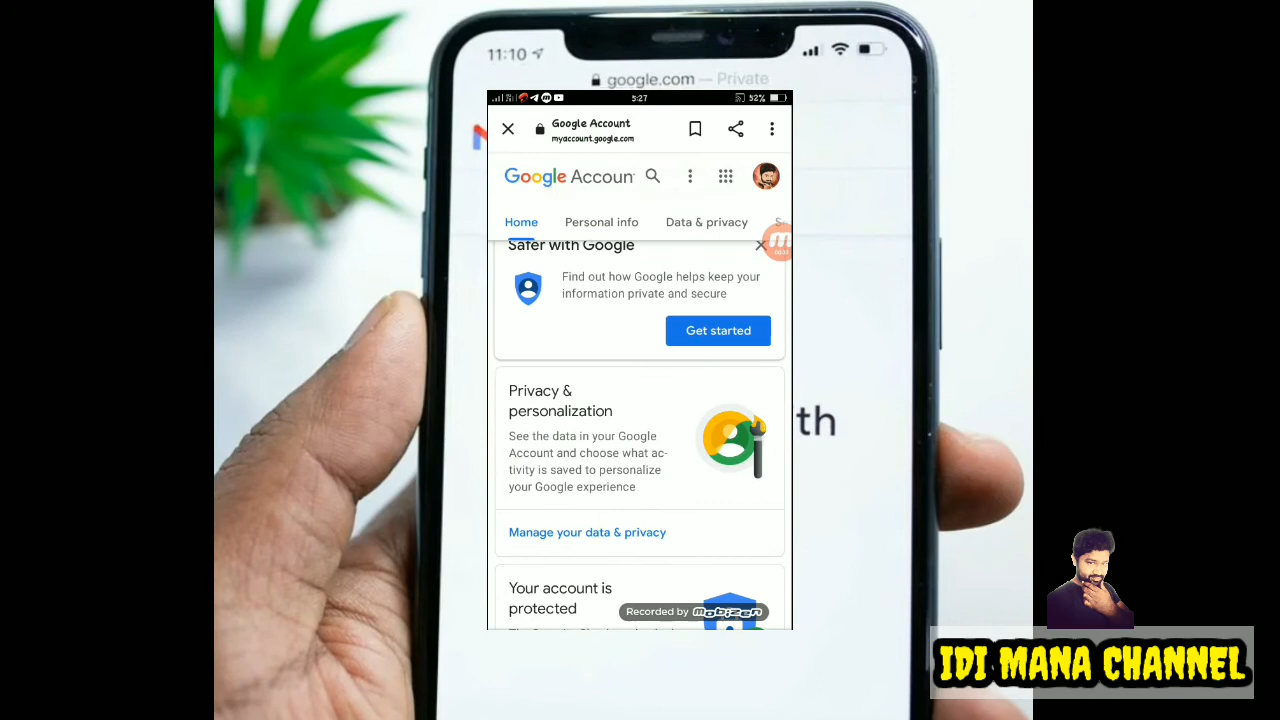 11:10
google.com — Private
5:27
52%
Google Account
myaccount.google.com
Google Accoun
Home Personal info Data & privacy S
Safer with Google
Find out how Google helps keep your
information private and secure
Get started
Privacy &
personalization
See the data in your Google
Account and choose what ac-
tivity is saved to personalize
your Google experience
th
Manage your data & privacy
Your account is
protected
Recorded by mobizen
IDI MANA CHANNEL